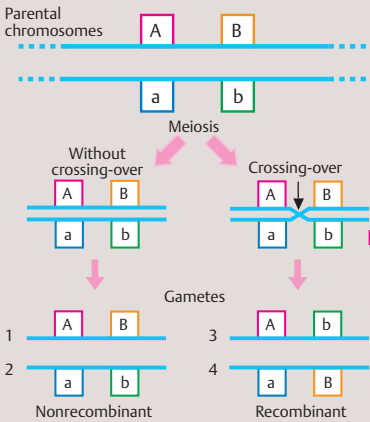 Parental
chromosomes
A B
a b
Meiosis
Without
crossing-over
Crossing-over
A B
a b
A B
a b
Gametes
1 A B
2 a b
Nonrecombinant
3 A b
4 a B
Recombinant